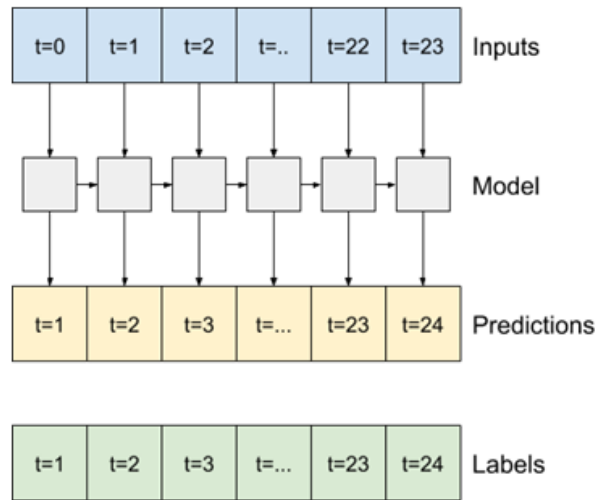 t=0 t=1 t=2 t=.. t=22 t=23 Inputs
Model
t=1 t=2 t=3 t=... t=23 t=24 Predictions
t=1 t=2 t=3 t=... t=23 t=24 Labels